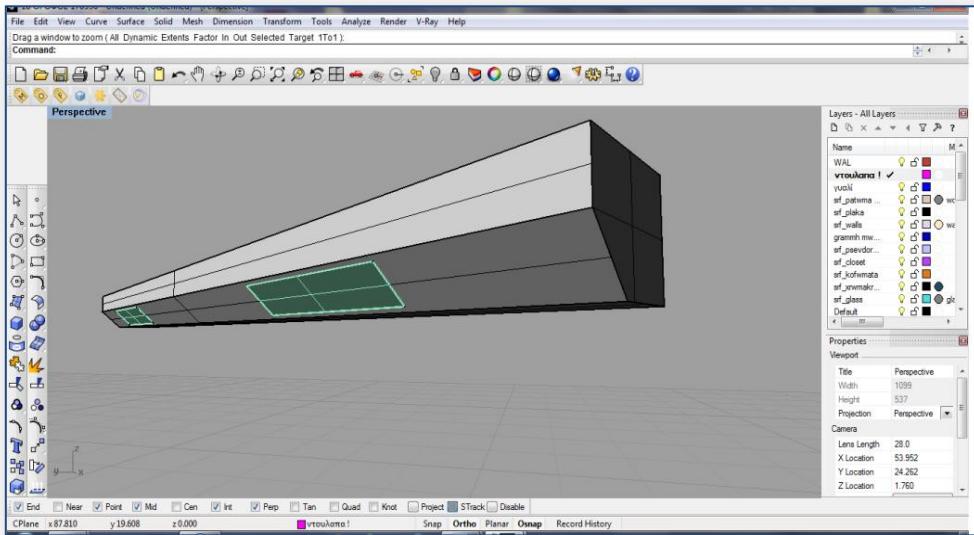 File Edit View Curve Surface Solid Mesh Dimension Transform Tools Analyze Render V-Ray Help
Drag a window to zoom ( All Dynamic Extents Factor In Out Selected Target 1To1 ):
Command:
Perspective
Layers - All Layers
Name M
WAL
ντουλαπα !
γυαλί
srf_patwma ... wc
srf_plaka
srf_walls wa
grammh mw...
srf_psevdor...
srf_closet
srf_kofwmata
srf_xrwmakr...
srf_glass gla
Default
Properties
Viewport
Title Perspective
Width 1099
Height 537
Projection Perspective
Camera
Lens Length 28.0
X Location 53.952
Y Location 24.262
Z Location 1.760
z
y x
End Near Point Mid Cen Int Perp Tan Quad Knot Project STrack Disable
CPlane x 87.810 y 19.608 z 0.000 ντουλαπα ! Snap Ortho Planar Osnap Record History